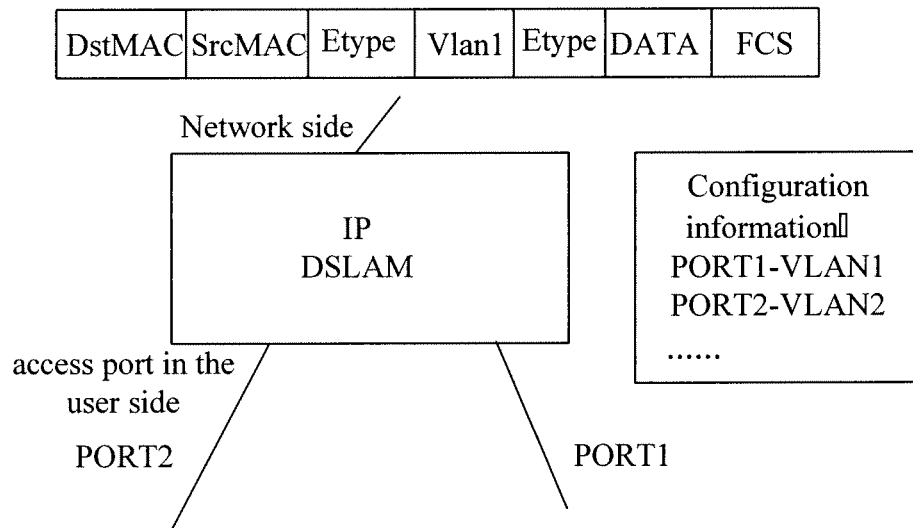 DstMAC SrcMAC Etype Vlan1 Etype DATA FCS
Network side
IP
DSLAM
Configuration
information▯
PORT1-VLAN1
PORT2-VLAN2
......
access port in the
user side
PORT2
PORT1